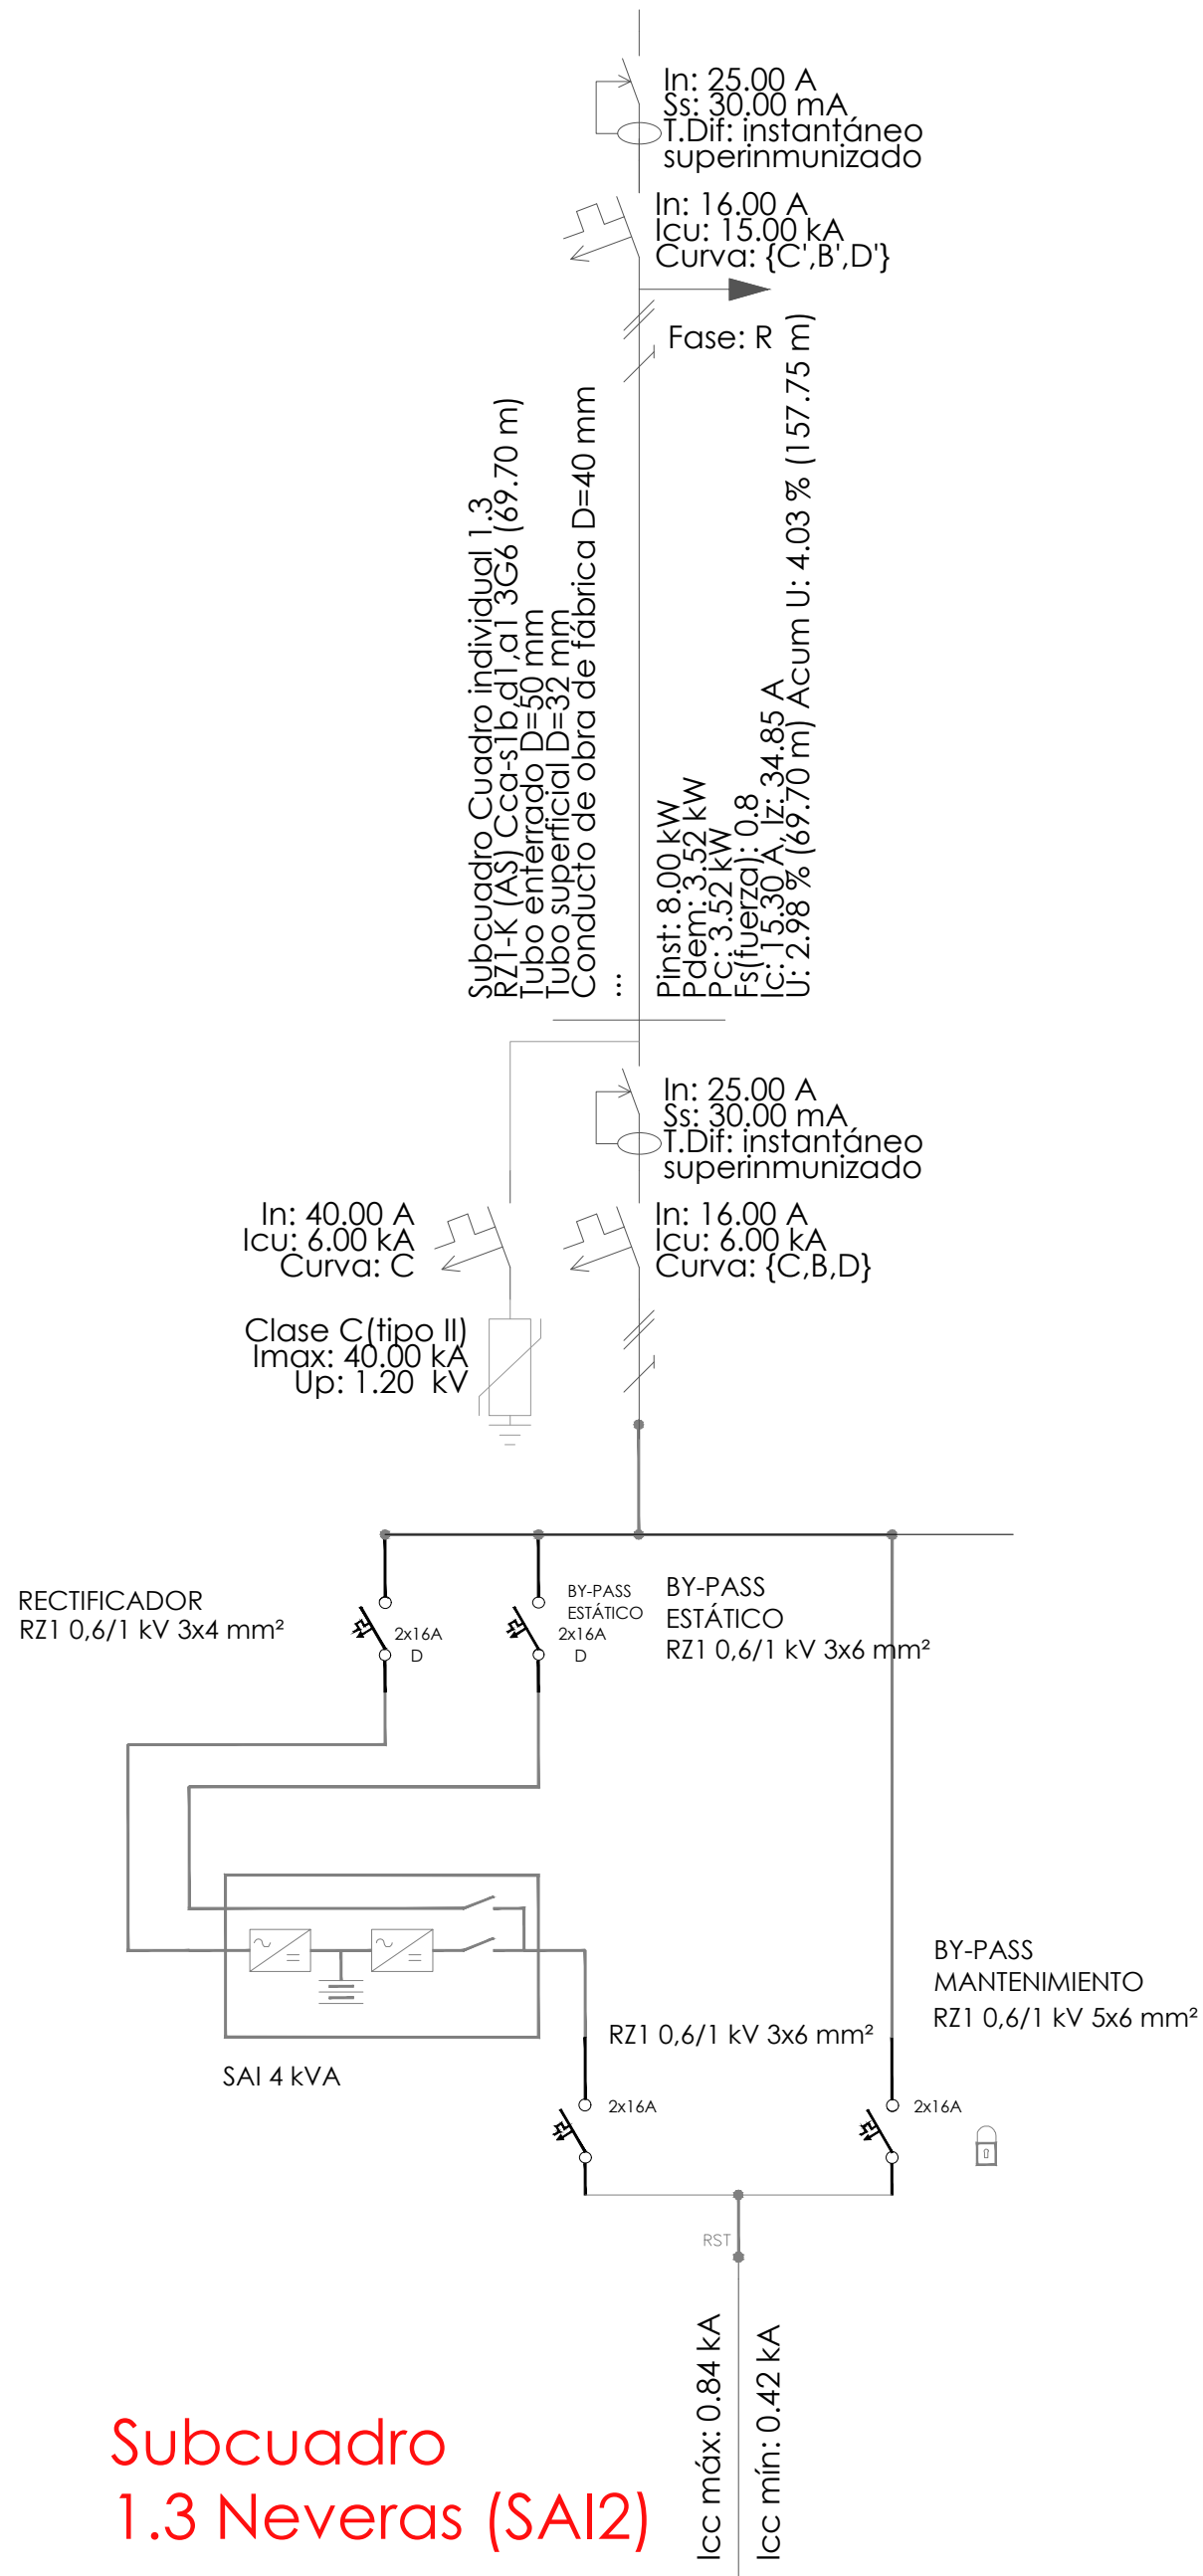 In: 25.00 A
Ss: 30.00 mA
T.Dif: instantáneo
superinmunizado
In: 16.00 A
Icu: 15.00 kA
Curva: {C',B',D'}
Fase: R
Subcuadro Cuadro individual 1.3
RZ1-K (AS) Cca-s1b,d1,a1 3G6 (69.70 m)
Tubo enterrado D=50 mm
Tubo superficial D=32 mm
Conducto de obra de fábrica D=40 mm
...
Pinst: 8.00 kW
Pdem: 3.52 kW
Pc: 3.52 kW
Fs(fuerza): 0.8
Ic: 15.30 A, Iz: 34.85 A
U: 2.98 % (69.70 m) Acum U: 4.03 % (157.75 m)
In: 25.00 A
Ss: 30.00 mA
T.Dif: instantáneo
superinmunizado
In: 40.00 A
Icu: 6.00 kA
Curva: C
In: 16.00 A
Icu: 6.00 kA
Curva: {C,B,D}
Clase C(tipo II)
Imax: 40.00 kA
Up: 1.20 kV
RECTIFICADOR
RZ1 0,6/1 kV 3x4 mm²
2x16A
D
BY-PASS
ESTÁTICO
2x16A
D
BY-PASS
ESTÁTICO
RZ1 0,6/1 kV 3x6 mm²
BY-PASS
MANTENIMIENTO
RZ1 0,6/1 kV 5x6 mm²
RZ1 0,6/1 kV 3x6 mm²
SAI 4 kVA
2x16A
2x16A
RST
Icc máx: 0.84 kA
Icc mín: 0.42 kA
Subcuadro
1.3 Neveras (SAI2)